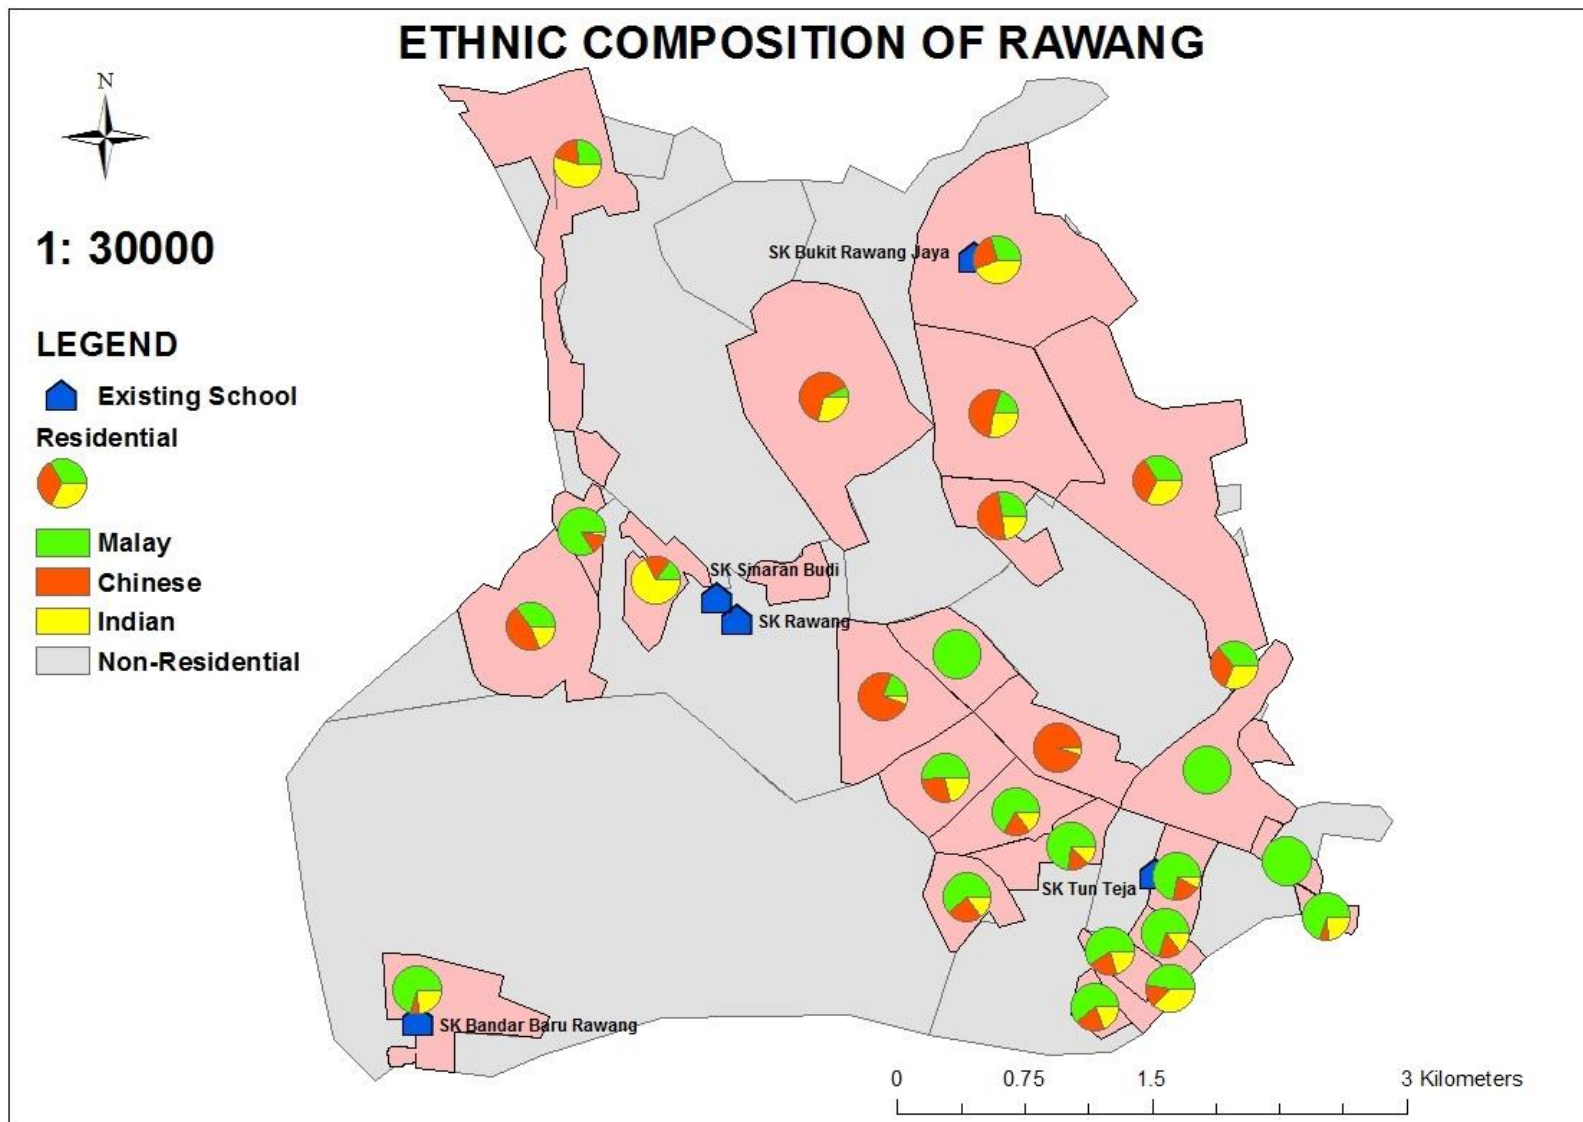 ETHNIC COMPOSITION OF RAWANG
N
1: 30000
LEGEND
Existing School
Residential
Malay
Chinese
Indian
Non-Residential
SK Bukit Rawang Jaya
SK Sinaran Budi
SK Rawang
SK Tun Teja
SK Bandar Baru Rawang
0 0.75 1.5 3 Kilometers